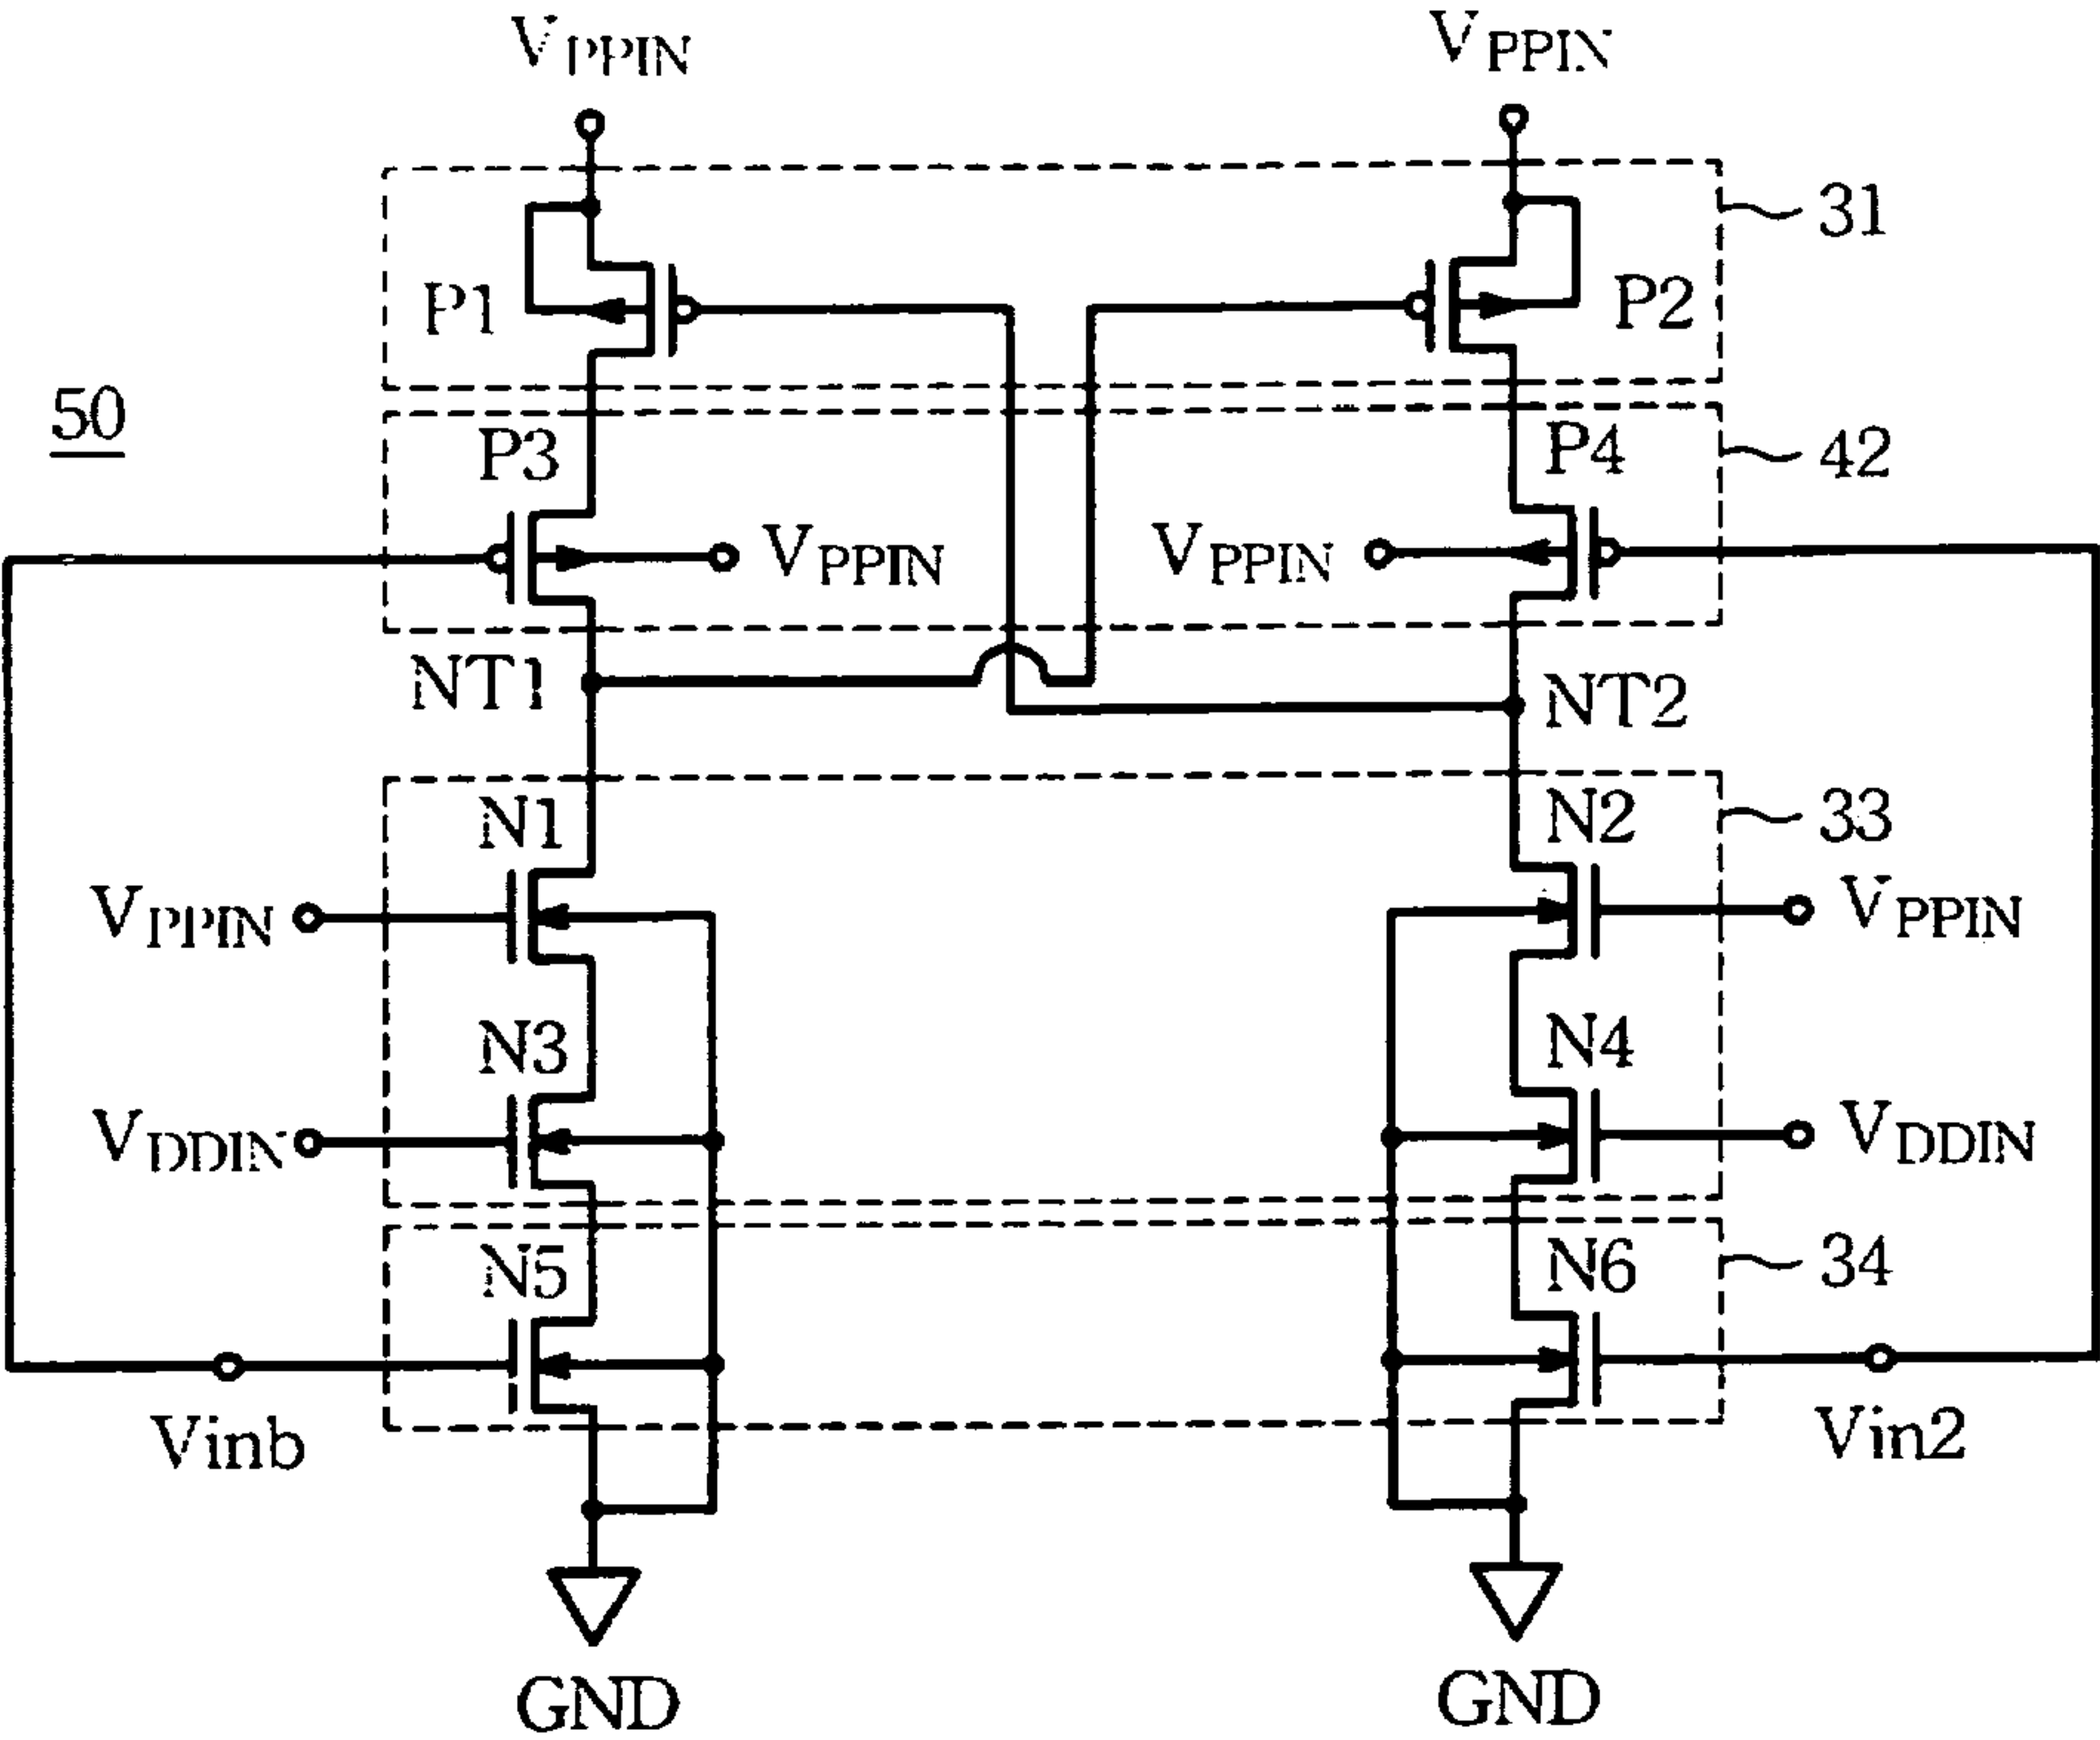 VPPIN VPPIN
31
P1 P2
50
P3 P4 42
VPPIN VPPIN
NT1 NT2
N1 N2 33
VPPIN VPPIN
N3 N4
VDDIN VDDIN
N5 N6 34
Vinb Vin2
GND GND